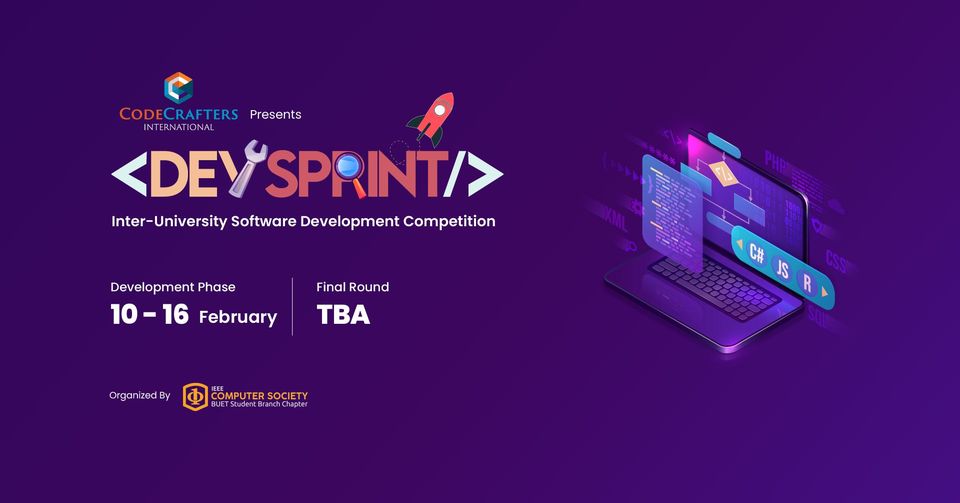 CODECRAFTERS
INTERNATIONAL
Presents
<DEVSPRINT/>
Inter-University Software Development Competition
Development Phase
10 - 16 February
Final Round
TBA
Organized By
IEEE
COMPUTER SOCIETY
BUET Student Branch Chapter
</>
PHP
XML
C#
JS
R
CSS
SQL